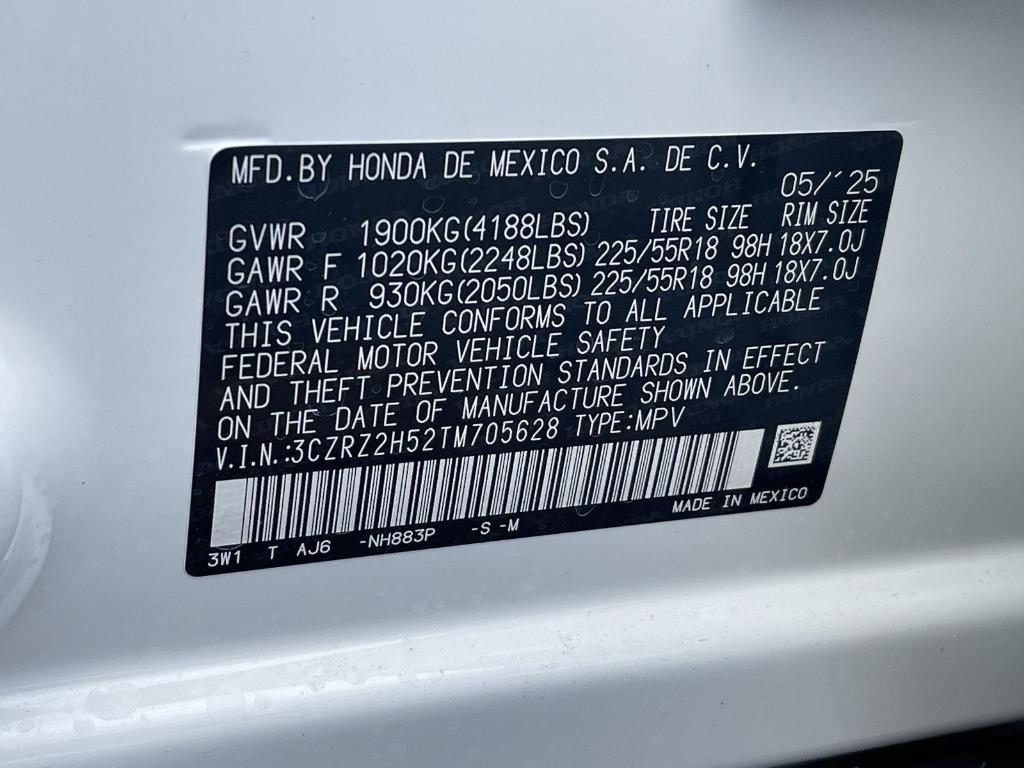 MFD.BY HONDA DE MEXICO S.A. DE C.V.
05/´25
GVWR 1900KG(4188LBS) TIRE SIZE RIM SIZE
GAWR F 1020KG(2248LBS) 225/55R18 98H 18X7.0J
GAWR R 930KG(2050LBS) 225/55R18 98H 18X7.0J
THIS VEHICLE CONFORMS TO ALL APPLICABLE
FEDERAL MOTOR VEHICLE SAFETY
AND THEFT PREVENTION STANDARDS IN EFFECT
ON THE DATE OF MANUFACTURE SHOWN ABOVE.
V.I.N.:3CZRZ2H52TM705628 TYPE:MPV
MADE IN MEXICO
3W1 T AJ6 -NH883P -S -M